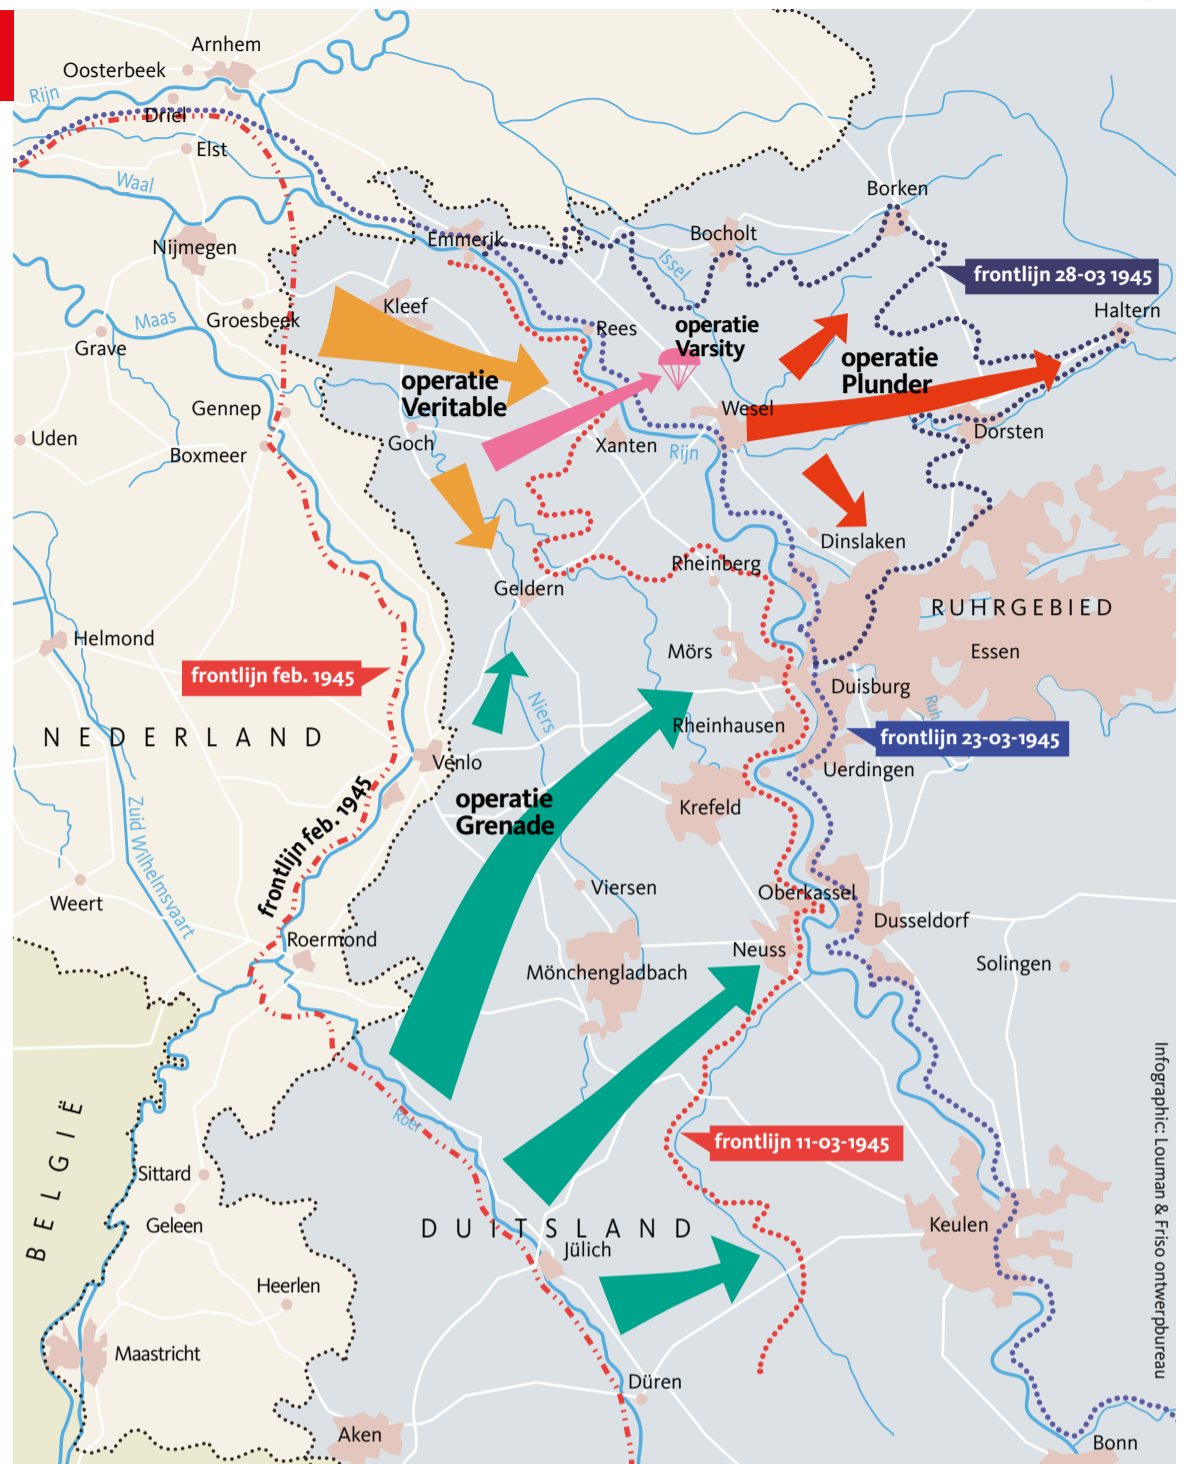 Arnhem
Oosterbeek
Rijn
Driel
Elst
Waal
Borken
Nijmegen
Emmerik
Bocholt
Issel
frontlijn 28-03 1945
Kleef
Haltern
Maas
Groesbeek
Rees
operatie
Varsity
Grave
operatie
Plunder
operatie
Veritable
Gennep
Wesel
Uden
Goch
Xanten
Dorsten
Boxmeer
Rijn
Dinslaken
Rheinberg
Geldern
RUHRGEBIED
Helmond
Mörs
Essen
frontlijn feb. 1945
Duisburg
Niers
Ruh
NEDERLAND
Rheinhausen
frontlijn 23-03-1945
Venlo
Uerdingen
operatie
Grenade
Krefeld
frontlijn feb. 1945
Zuid Wilhelmsvaart
Viersen
Oberkassel
Weert
Dusseldorf
Roermond
Neuss
Solingen
Mönchengladbach
Roer
frontlijn 11-03-1945
BELGIË
Sittard
Geleen
DUITSLAND
Keulen
Jülich
Heerlen
Maastricht
Düren
Aken
Bonn
Infographic: Louman & Friso ontwerpbureau